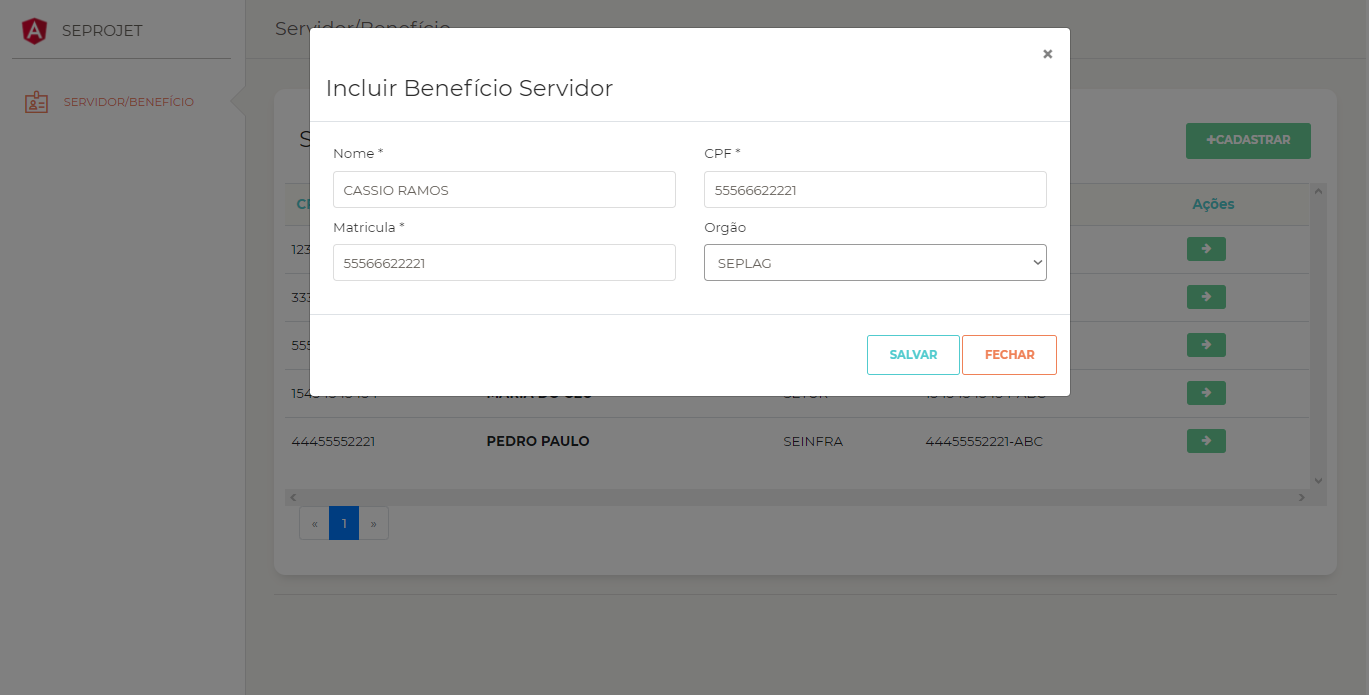 SEPROJET
Servidor/Benefício
SERVIDOR/BENEFÍCIO
×
Incluir Benefício Servidor
Nome *
CPF *
CASSIO RAMOS
55566622221
Matricula *
Orgão
55566622221
SEPLAG
SALVAR
FECHAR
+CADASTRAR
Ações
44455552221 PEDRO PAULO SEINFRA 44455552221-ABC
« 1 »